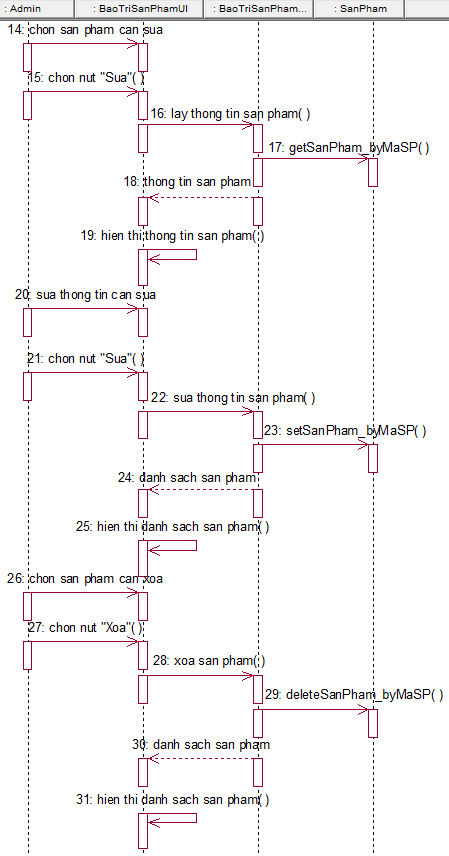 : Admin
: BaoTriSanPhamUI
: BaoTriSanPham...
: SanPham
14: chon san pham can sua
15: chon nut "Sua"( )
16: lay thong tin san pham( )
17: getSanPham_byMaSP( )
18: thong tin san pham
19: hien thi thong tin san pham( )
20: sua thong tin can sua
21: chon nut "Sua"( )
22: sua thong tin san pham( )
23: setSanPham_byMaSP( )
24: danh sach san pham
25: hien thi danh sach san pham( )
26: chon san pham can xoa
27: chon nut "Xoa"( )
28: xoa san pham( )
29: deleteSanPham_byMaSP( )
30: danh sach san pham
31: hien thi danh sach san pham( )